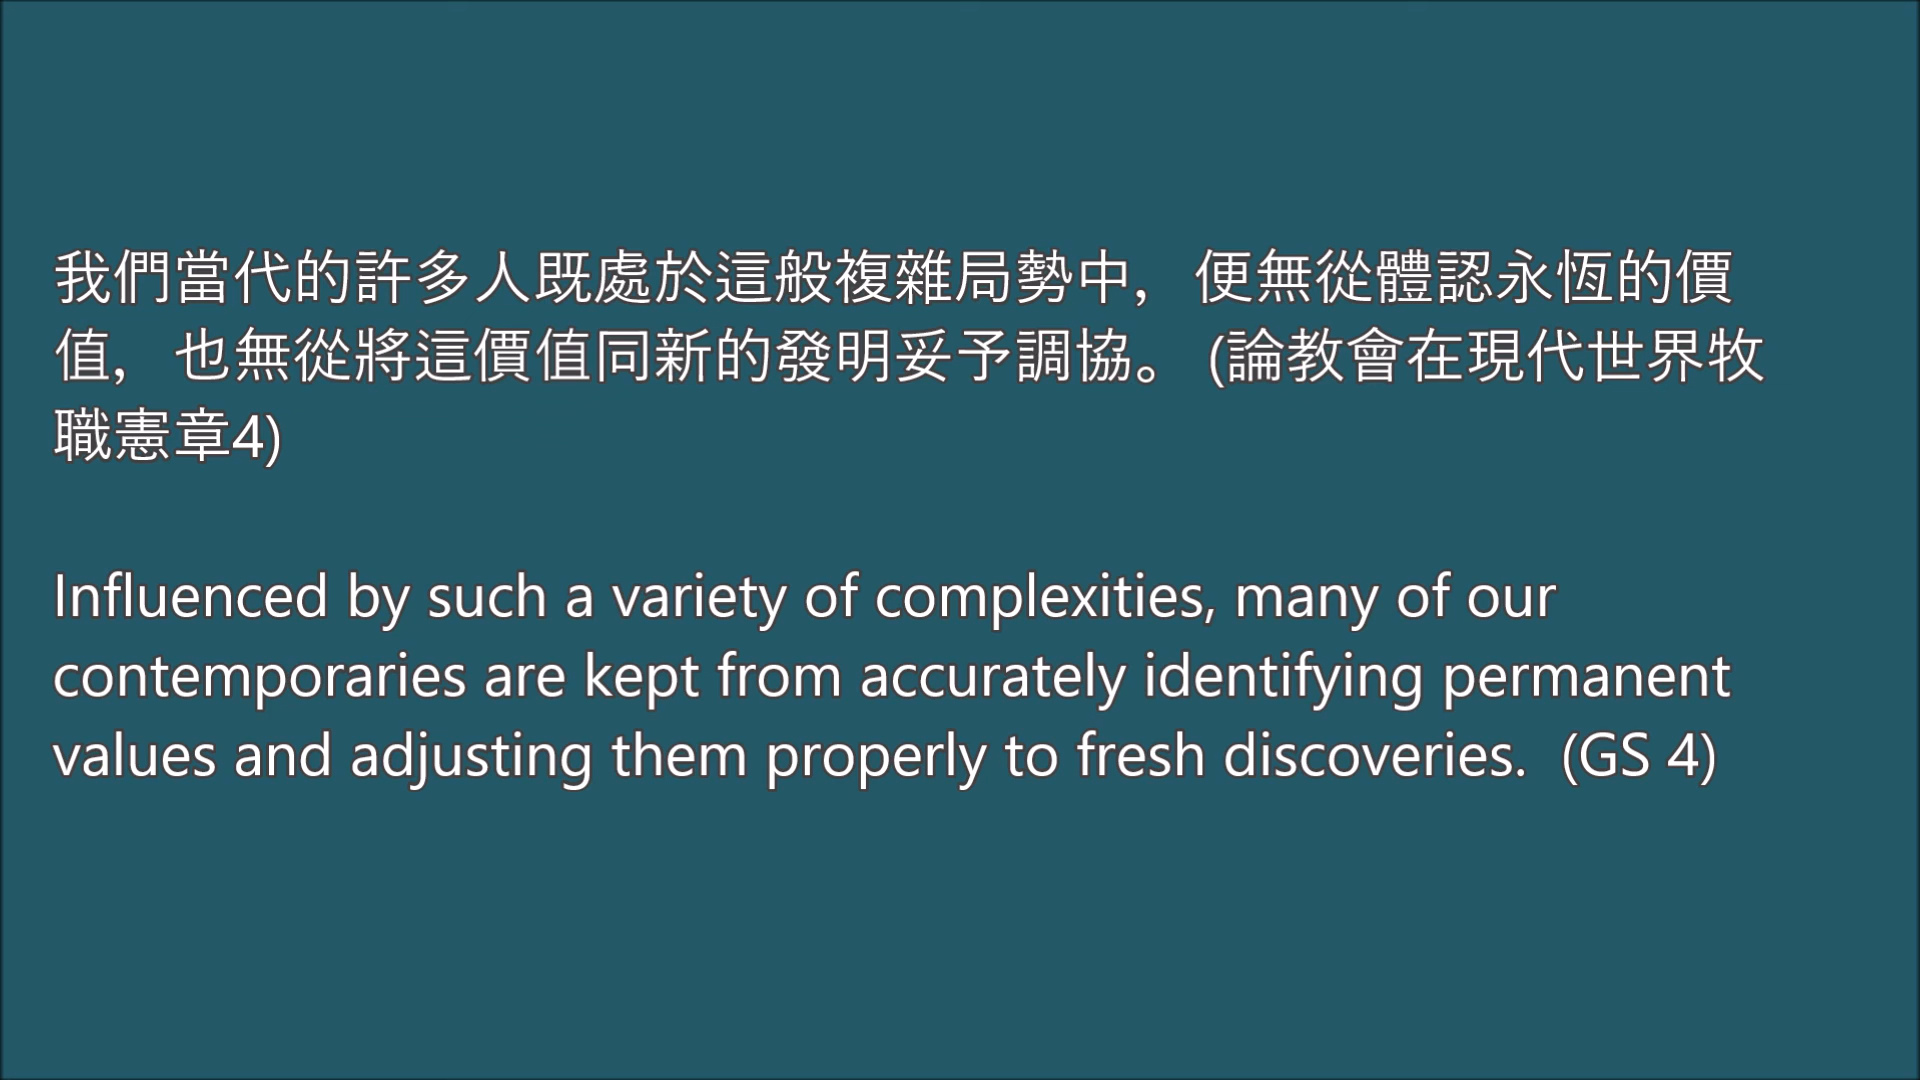 我們當代的許多人既處於這般複雜局勢中，便無從體認永恆的價
值，也無從將這價值同新的發明妥予調協。(論教會在現代世界牧
職憲章4)
Influenced by such a variety of complexities, many of our
contemporaries are kept from accurately identifying permanent
values and adjusting them properly to fresh discoveries.  (GS 4)